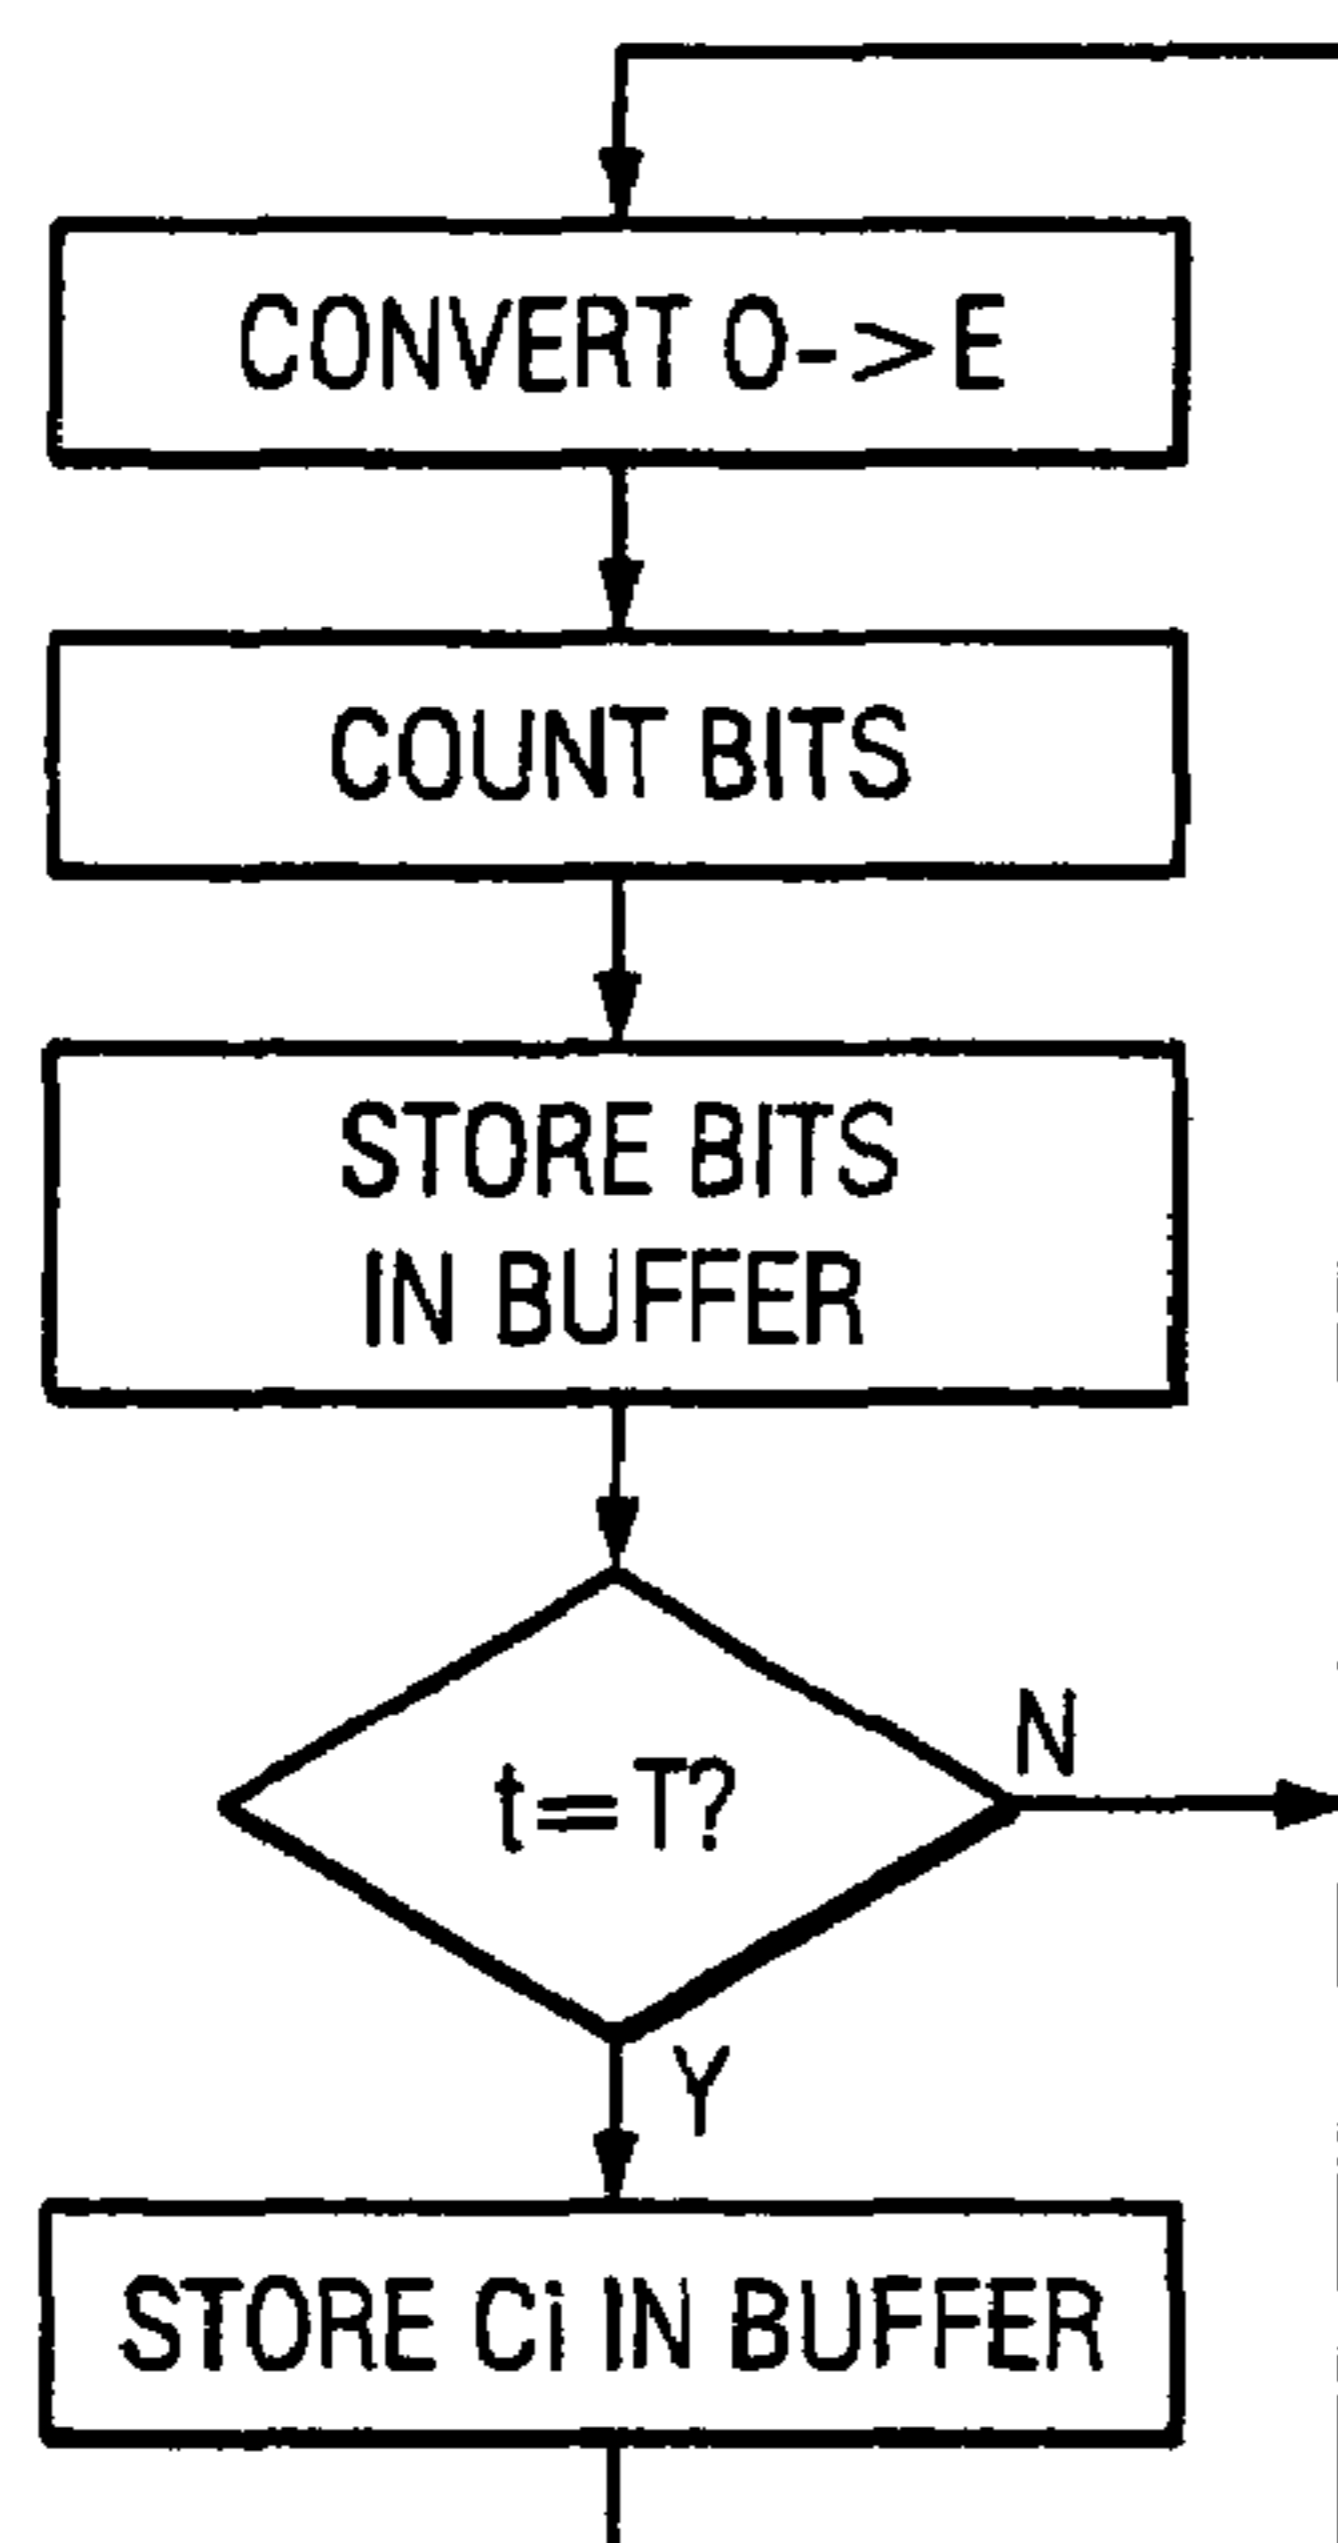 CONVERT O->E
COUNT BITS
STORE BITS
IN BUFFER
t=T?
N
Y
STORE Ci IN BUFFER